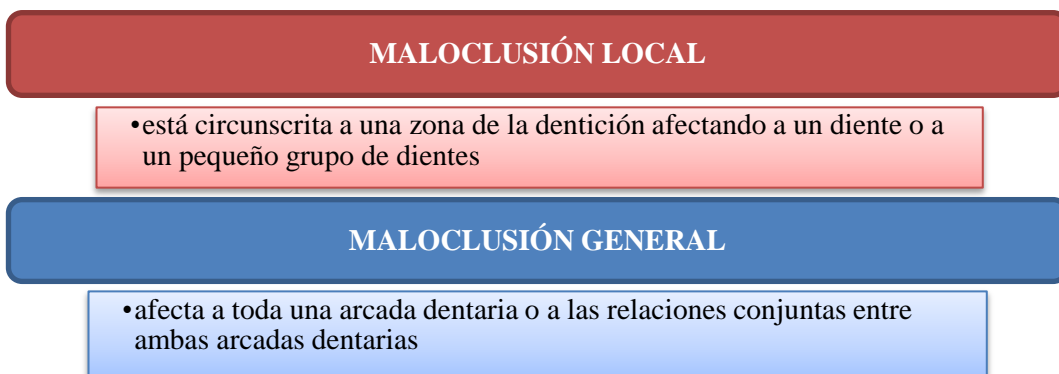 MALOCLUSIÓN LOCAL
•está circunscrita a una zona de la dentición afectando a un diente o a
un pequeño grupo de dientes
MALOCLUSIÓN GENERAL
•afecta a toda una arcada dentaria o a las relaciones conjuntas entre
ambas arcadas dentarias